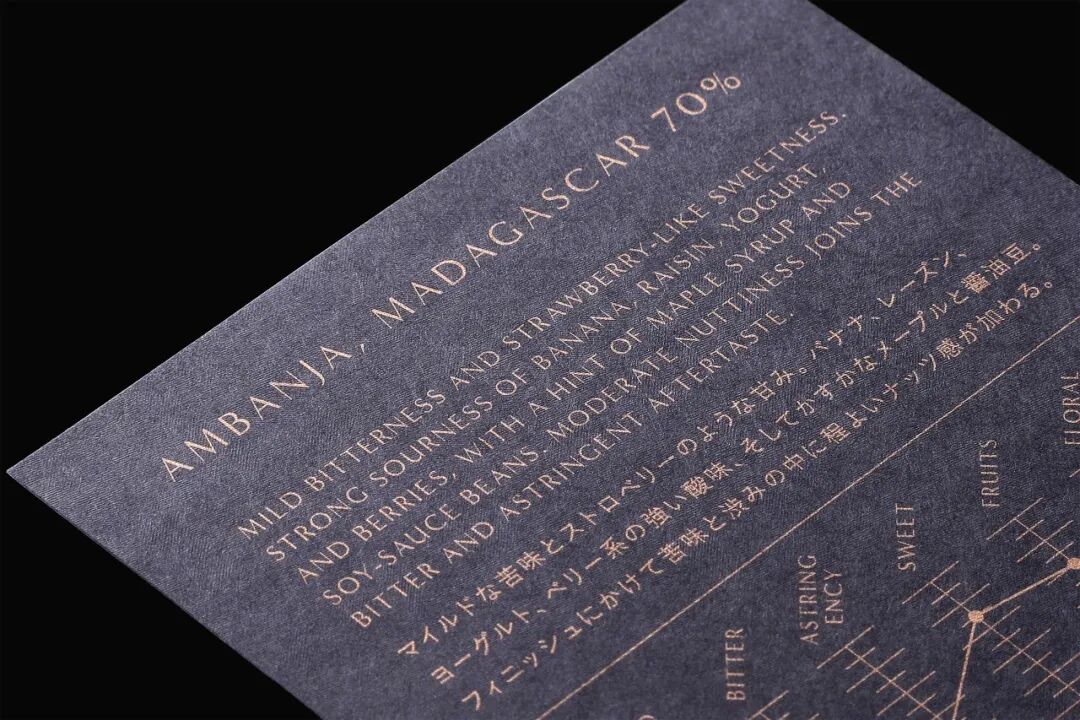 AMBANJA, MADAGASCAR 70%
MILD BITTERNESS AND STRAWBERRY-LIKE SWEETNESS.
STRONG SOURNESS OF BANANA, RAISIN, YOGURT,
AND BERRIES, WITH A HINT OF MAPLE SYRUP AND
SOY-SAUCE BEANS. MODERATE NUTTINESS JOINS THE
BITTER AND ASTRINGENT AFTERTASTE.
マイルドな苦味とストロベリーのような甘み。バナナ、レーズン、
ヨーグルト、ベリー系の強い酸味、そしてかすかなメープルと醤油豆。
フィニッシュにかけて苦味と渋みの中に程よいナッツ感が加わる。
BITTER
ASTRING
ENCY
SWEET
FRUITS
FLORAL